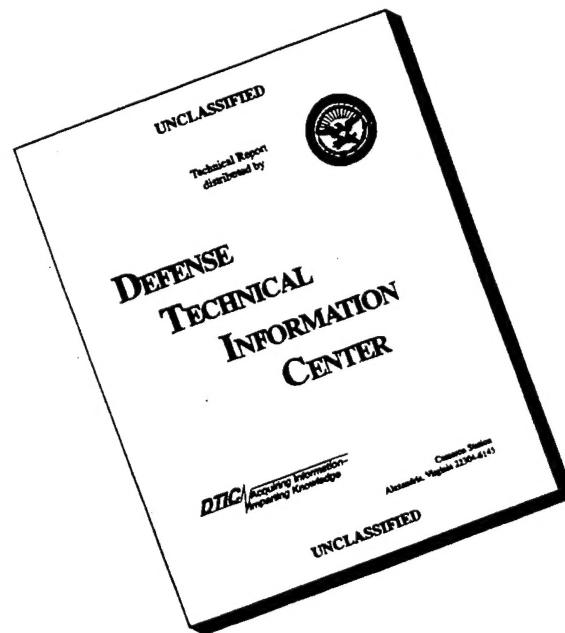 UNCLASSIFIED
Technical Report
distributed by
DEFENSE
TECHNICAL
INFORMATION
CENTER
DTIC Acquiring Information–
Imparting Knowledge
Cameron Station
Alexandria, Virginia 22304-6145
UNCLASSIFIED